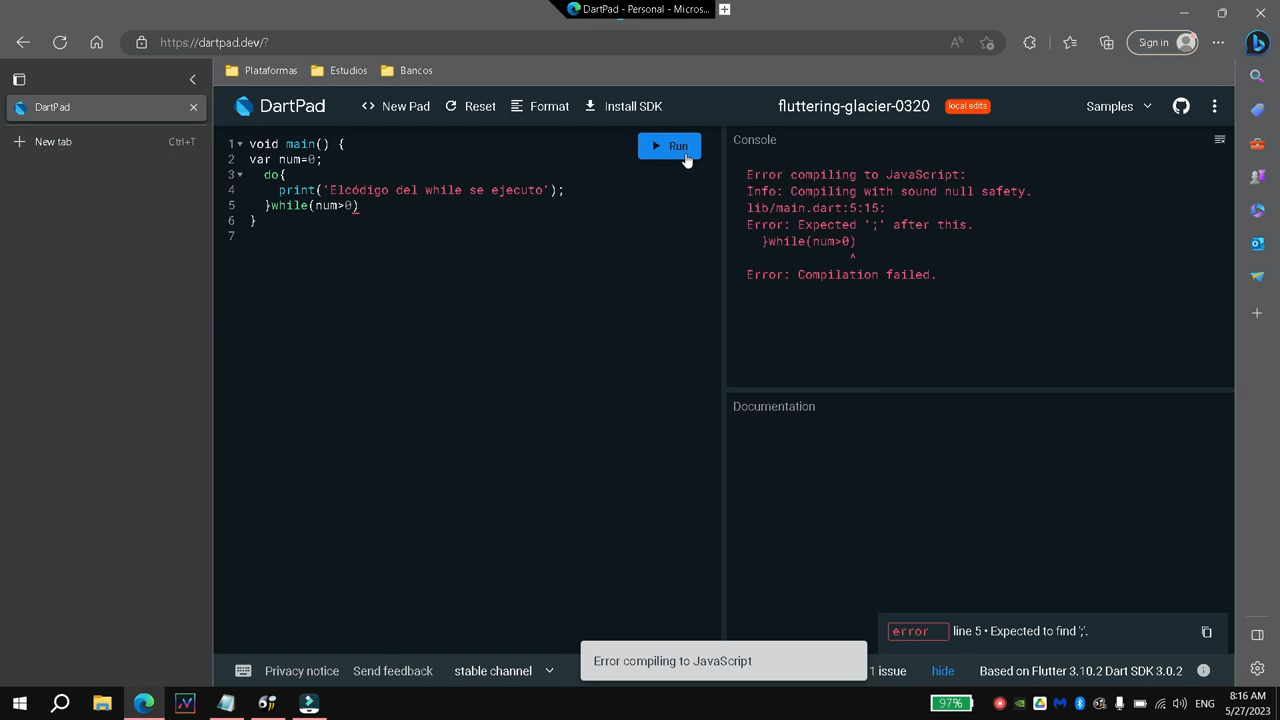 DartPad - Personal - Micros...
https://dartpad.dev/?
Sign in
Plataformas
Estudios
Bancos
DartPad
New tab
Ctrl+T
DartPad
<> New Pad
Reset
Format
Install SDK
fluttering-glacier-0320
local edits
Samples
1 void main() {
2 var num=0;
3 do{
4 print('Elcódigo del while se ejecuto');
5 }while(num>0)
6 }
7
Run
Console
Error compiling to JavaScript:
Info: Compiling with sound null safety.
lib/main.dart:5:15:
Error: Expected ';' after this.
}while(num>0)
^
Error: Compilation failed.
Documentation
error line 5 • Expected to find ';'.
Privacy notice
Send feedback
stable channel
Error compiling to JavaScript
1 issue
hide
Based on Flutter 3.10.2 Dart SDK 3.0.2
97%
ENG
8:16 AM
5/27/2023